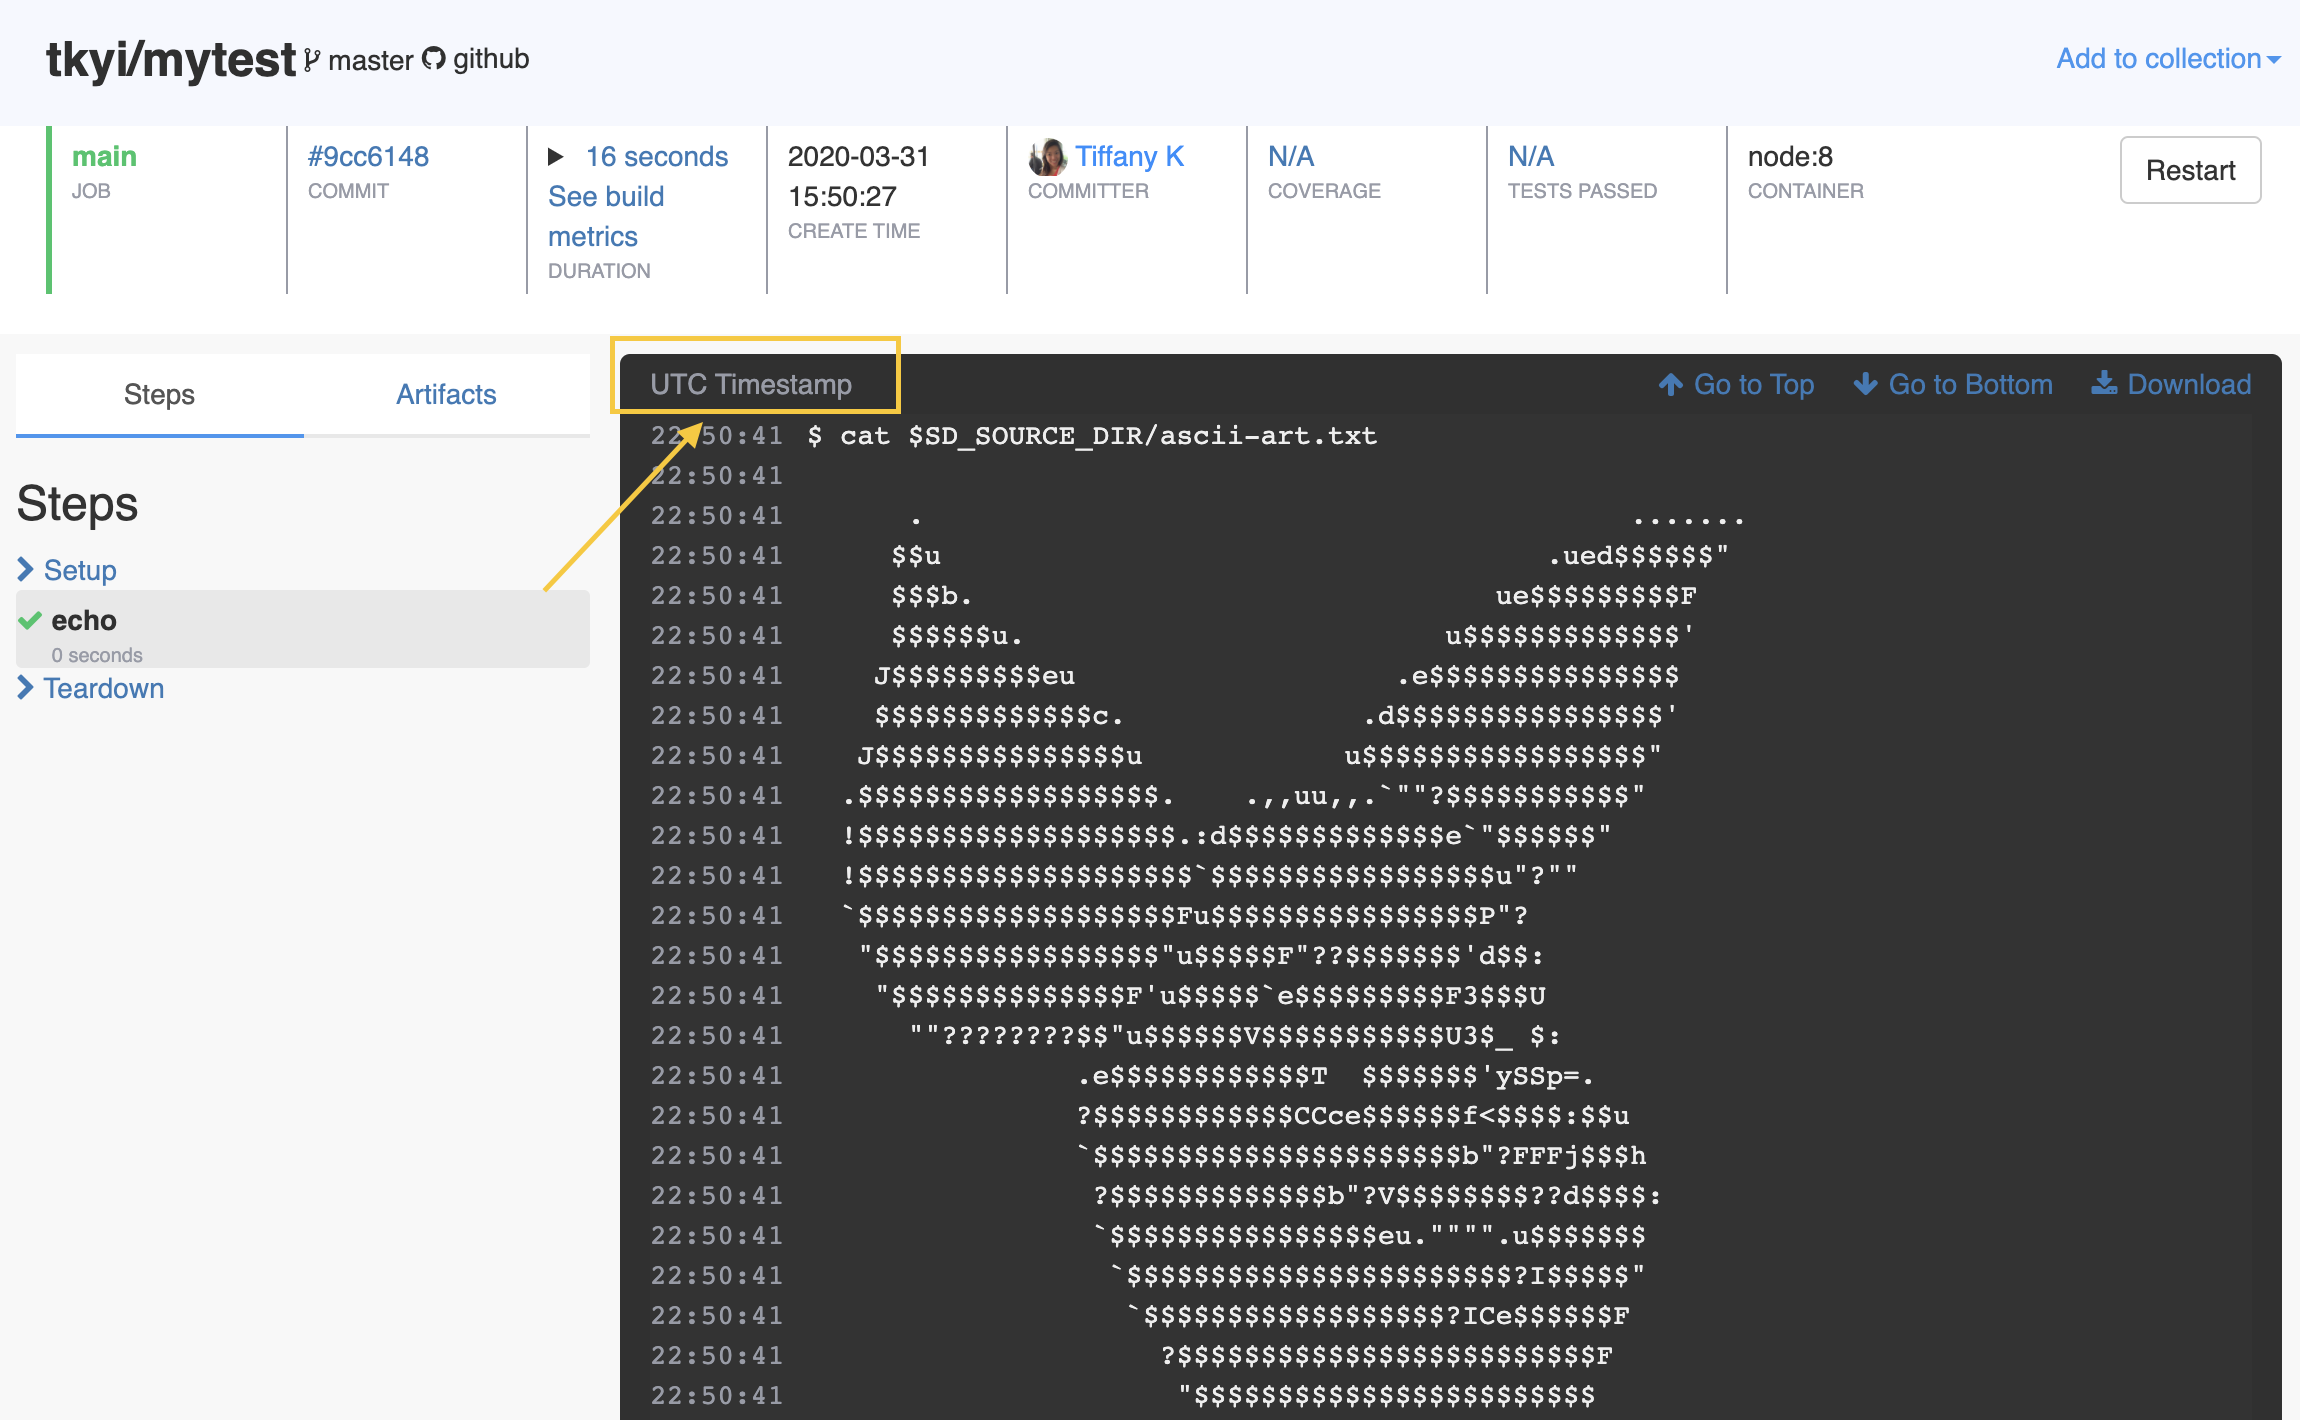 tkyi/mytest master github
Add to collection
main
JOB
#9cc6148
COMMIT
16 seconds
See build
metrics
DURATION
2020-03-31
15:50:27
CREATE TIME
Tiffany K
COMMITTER
N/A
COVERAGE
N/A
TESTS PASSED
node:8
CONTAINER
Restart
Steps
Artifacts
Steps
Setup
echo
0 seconds
Teardown
UTC Timestamp
Go to Top
Go to Bottom
Download
22:50:41 $ cat $SD_SOURCE_DIR/ascii-art.txt
22:50:41
22:50:41         .                                           .......
22:50:41        $$u                                     .ued$$$$$$"
22:50:41        $$$b.                                ue$$$$$$$$$F
22:50:41        $$$$$$u.                          u$$$$$$$$$$$$$'
22:50:41       J$$$$$$$$$eu                    .e$$$$$$$$$$$$$$$
22:50:41       $$$$$$$$$$$$$c.               .d$$$$$$$$$$$$$$$$'
22:50:41      J$$$$$$$$$$$$$$$u             u$$$$$$$$$$$$$$$$$"
22:50:41     .$$$$$$$$$$$$$$$$$$.     .,,uu,,.`""?$$$$$$$$$$$"
22:50:41     !$$$$$$$$$$$$$$$$$$$.:d$$$$$$$$$$$$$e`"$$$$$$"
22:50:41     !$$$$$$$$$$$$$$$$$$$$`$$$$$$$$$$$$$$$$$u"?""
22:50:41     `$$$$$$$$$$$$$$$$$$$Fu$$$$$$$$$$$$$$$$P"?
22:50:41      "$$$$$$$$$$$$$$$$$"u$$$$$F"??$$$$$$$'d$$:
22:50:41       "$$$$$$$$$$$$$$F'u$$$$$`e$$$$$$$$$F3$$$U
22:50:41         ""????????$$"u$$$$$$V$$$$$$$$$$$U3$_ $:
22:50:41                   .e$$$$$$$$$$$$T  $$$$$$$'ySSp=.
22:50:41                   ?$$$$$$$$$$$$CCce$$$$$$f<$$$$:$$u
22:50:41                   `$$$$$$$$$$$$$$$$$$$$$$b"?FFFj$$$h
22:50:41                    ?$$$$$$$$$$$$$b"?V$$$$$$$$??d$$$$:
22:50:41                    `$$$$$$$$$$$$$$$$eu."""".u$$$$$$$
22:50:41                     `$$$$$$$$$$$$$$$$$$$$$$$?I$$$$$"
22:50:41                      `$$$$$$$$$$$$$$$$$$?ICe$$$$$$F
22:50:41                        ?$$$$$$$$$$$$$$$$$$$$$$$$$F
22:50:41                         "$$$$$$$$$$$$$$$$$$$$$$$$